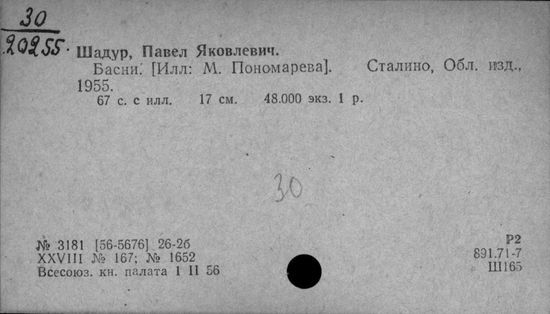 30
20255.
Шадур, Павел Яковлевич.
Басни. [Илл: М. Пономарева]. Сталино, Обл. изд.,
1955.
67 с. с илл. 17 см. 48.000 экз. 1 р.
30
№ 3181 [56-5676] 26-2б
XXVIII № 167; № 1652
Всесоюз. кн. палата 1 II 56
Р2
891.71-7
Ш165